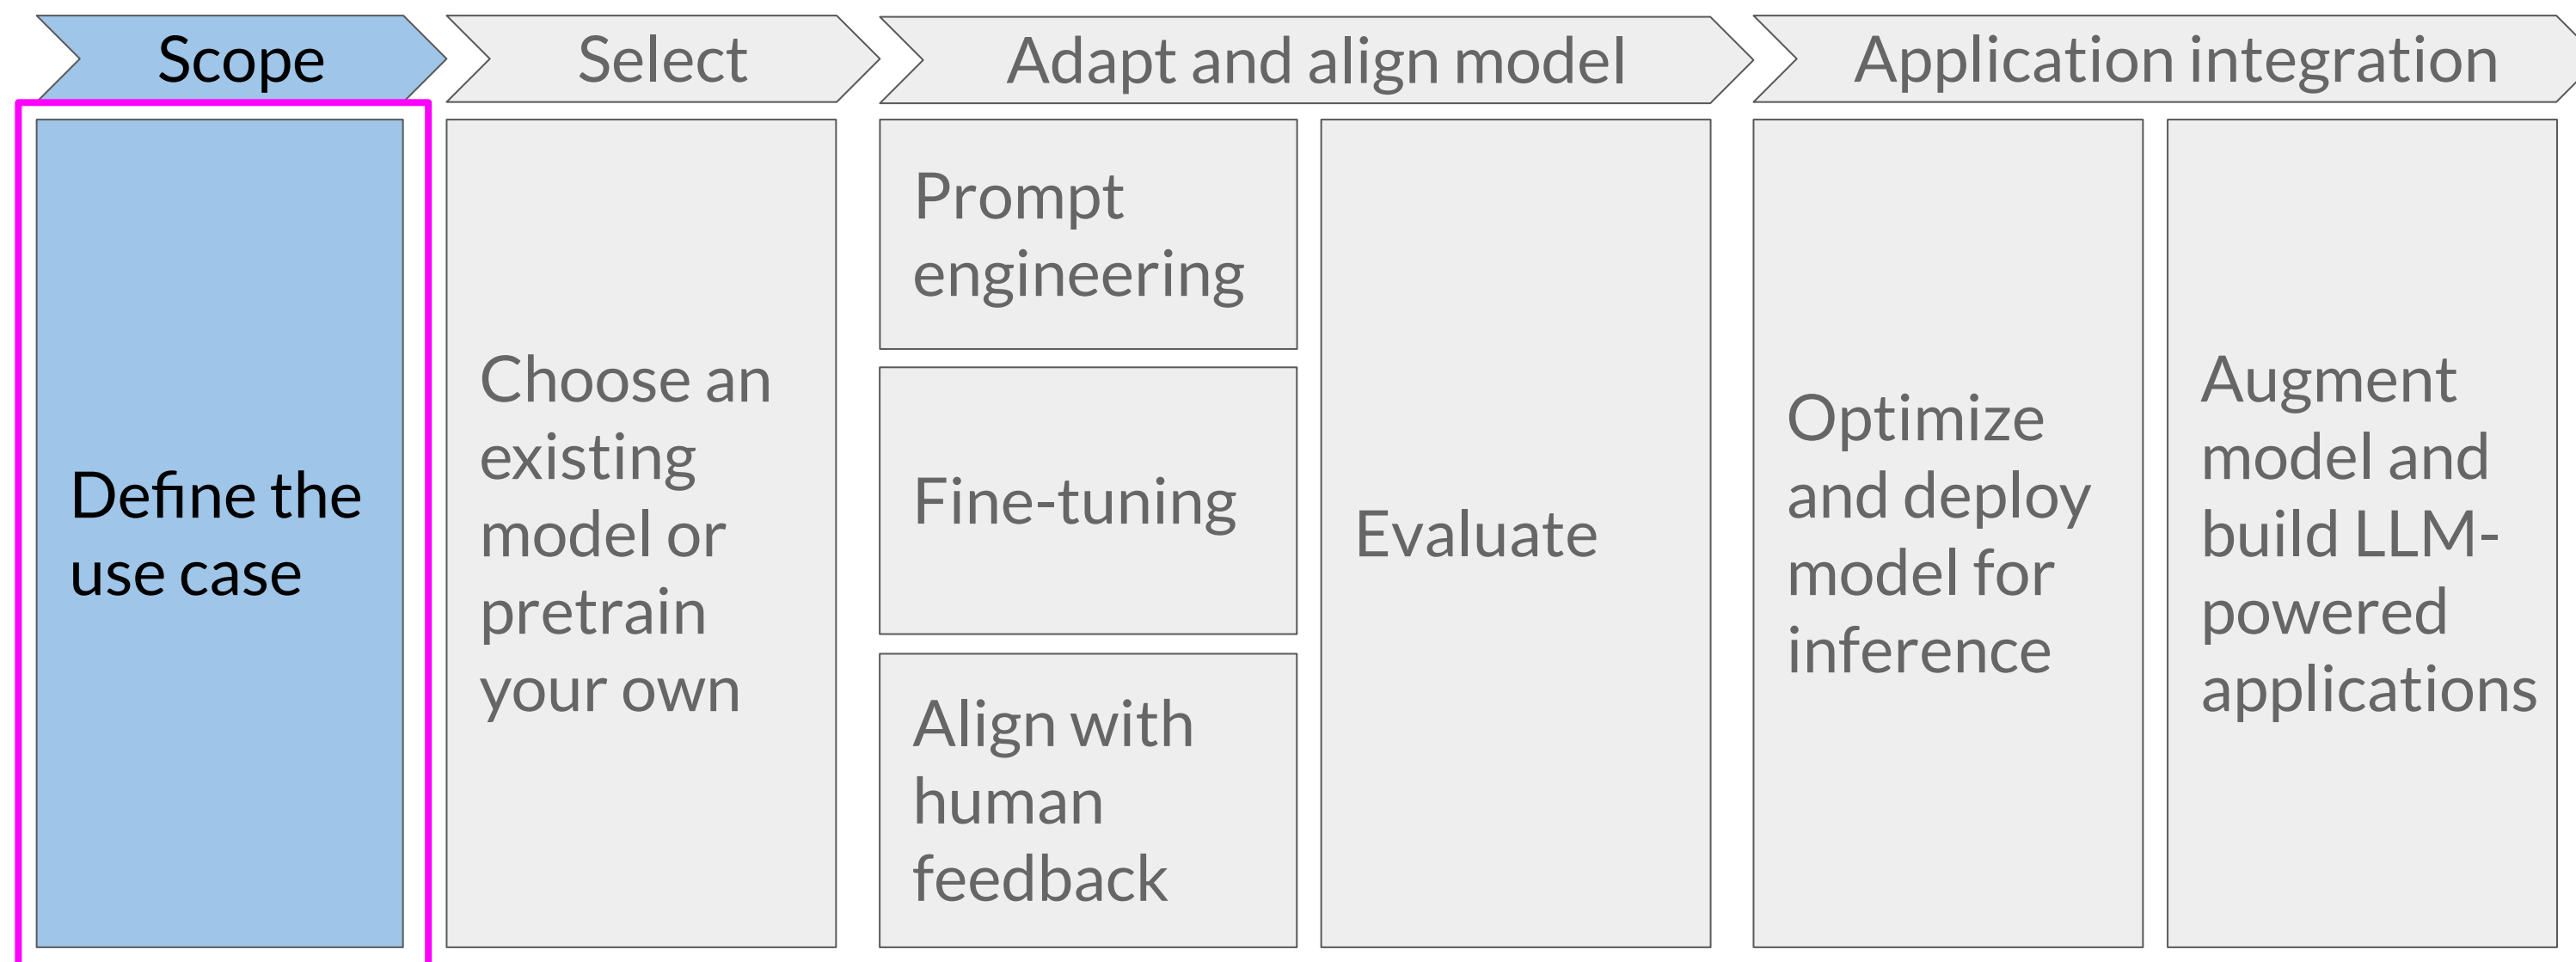 Scope
Select
Adapt and align model
Application integration
Define the
use case
Choose an
existing
model or
pretrain
your own
Prompt
engineering
Fine-tuning
Align with
human
feedback
Evaluate
Optimize
and deploy
model for
inference
Augment
model and
build LLM-
powered
applications